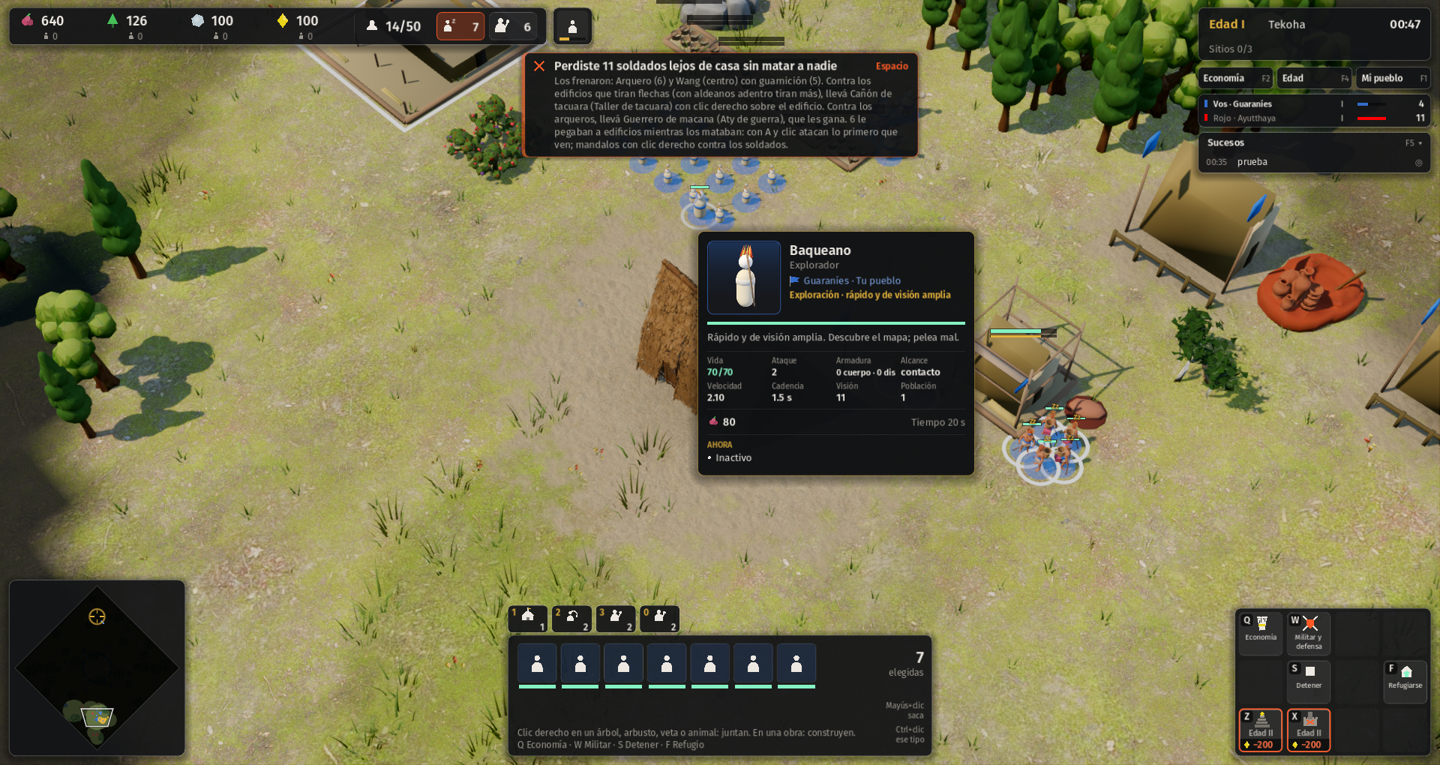 640
126
100
100
14/50
7
6
0
0
0
0
Perdiste 11 soldados lejos de casa sin matar a nadie
Espacio
Los frenaron: Arquero (6) y Wang (centro) con guarnición (5). Contra los
edificios que tiran flechas (con aldeanos adentro tiran más), llevá Cañón de
tacuara (Taller de tacuara) con clic derecho sobre el edificio. Contra los
arqueros, llevá Guerrero de macana (Aty de guerra), que les gana. 6 le
pegaban a edificios mientras los mataban: con A y clic atacan lo primero que
ven; mandalos con clic derecho contra los soldados.
Edad I
Tekoha
00:47
Sitios 0/3
Economía F2
Edad F4
Mi pueblo F1
Vos · Guaraníes I 4
Rojo · Ayutthaya I 11
Sucesos F5
00:35 prueba
Baqueano
Explorador
Guaraníes · Tu pueblo
Exploración · rápido y de visión amplia
Rápido y de visión amplia. Descubre el mapa; pelea mal.
Vida Ataque Armadura Alcance
70/70 2 0 cuerpo · 0 dis contacto
Velocidad Cadencia Visión Población
2.10 1.5 s 11 1
80
Tiempo 20 s
AHORA
• Inactivo
1 1
2 2
3 2
0 2
7
elegidas
Mayús+clic
saca
Ctrl+clic
ese tipo
Clic derecho en un árbol, arbusto, veta o animal: juntan. En una obra: construyen.
Q Economía · W Militar · S Detener · F Refugio
Q
Economía
W
Militar y
defensa
S
Detener
F
Refugiarse
Z
Edad II
-200
X
Edad II
-200